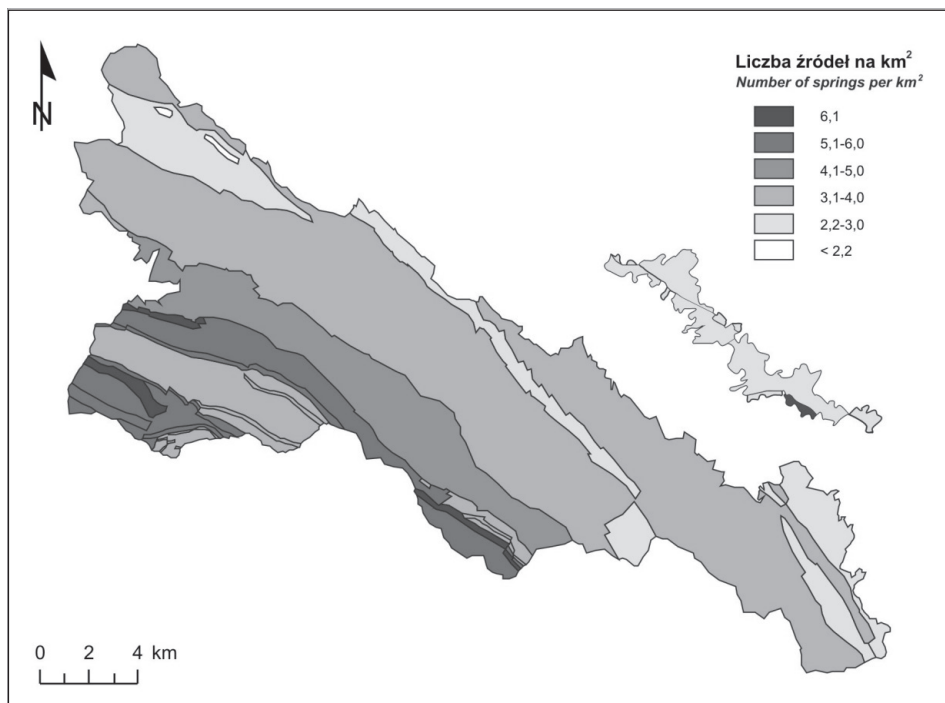 N
Liczba źródeł na km²
Number of springs per km²
6,1
5,1-6,0
4,1-5,0
3,1-4,0
2,2-3,0
< 2,2
0 2 4 km